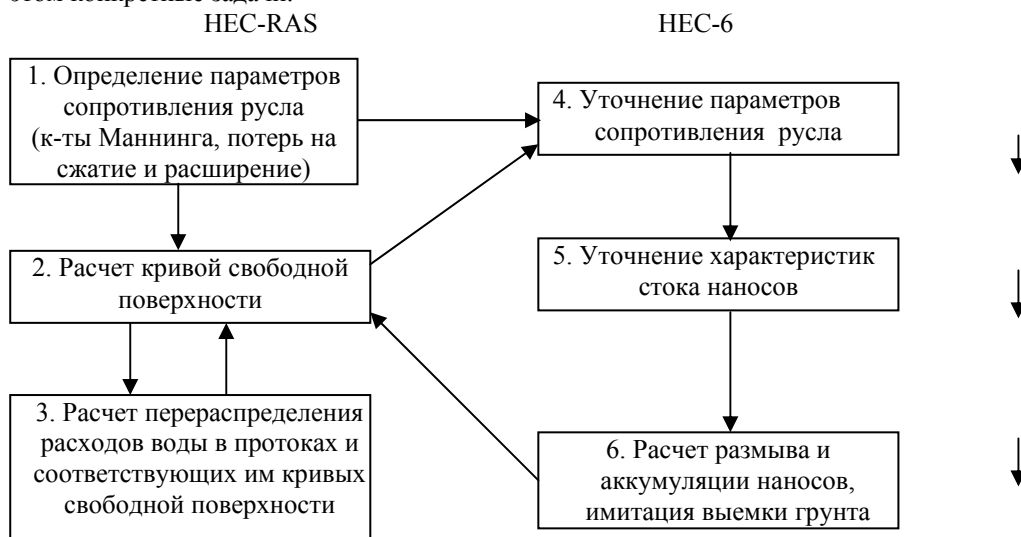 HEC-RAS
HEC-6
1. Определение параметров
сопротивления русла
(к-ты Маннинга, потерь на
сжатие и расширение)
4. Уточнение параметров
сопротивления русла
2. Расчет кривой свободной
поверхности
5. Уточнение характеристик
стока наносов
3. Расчет перераспределения
расходов воды в протоках и
соответствующих им кривых
свободной поверхности
6. Расчет размыва и
аккумуляции наносов,
имитация выемки грунта